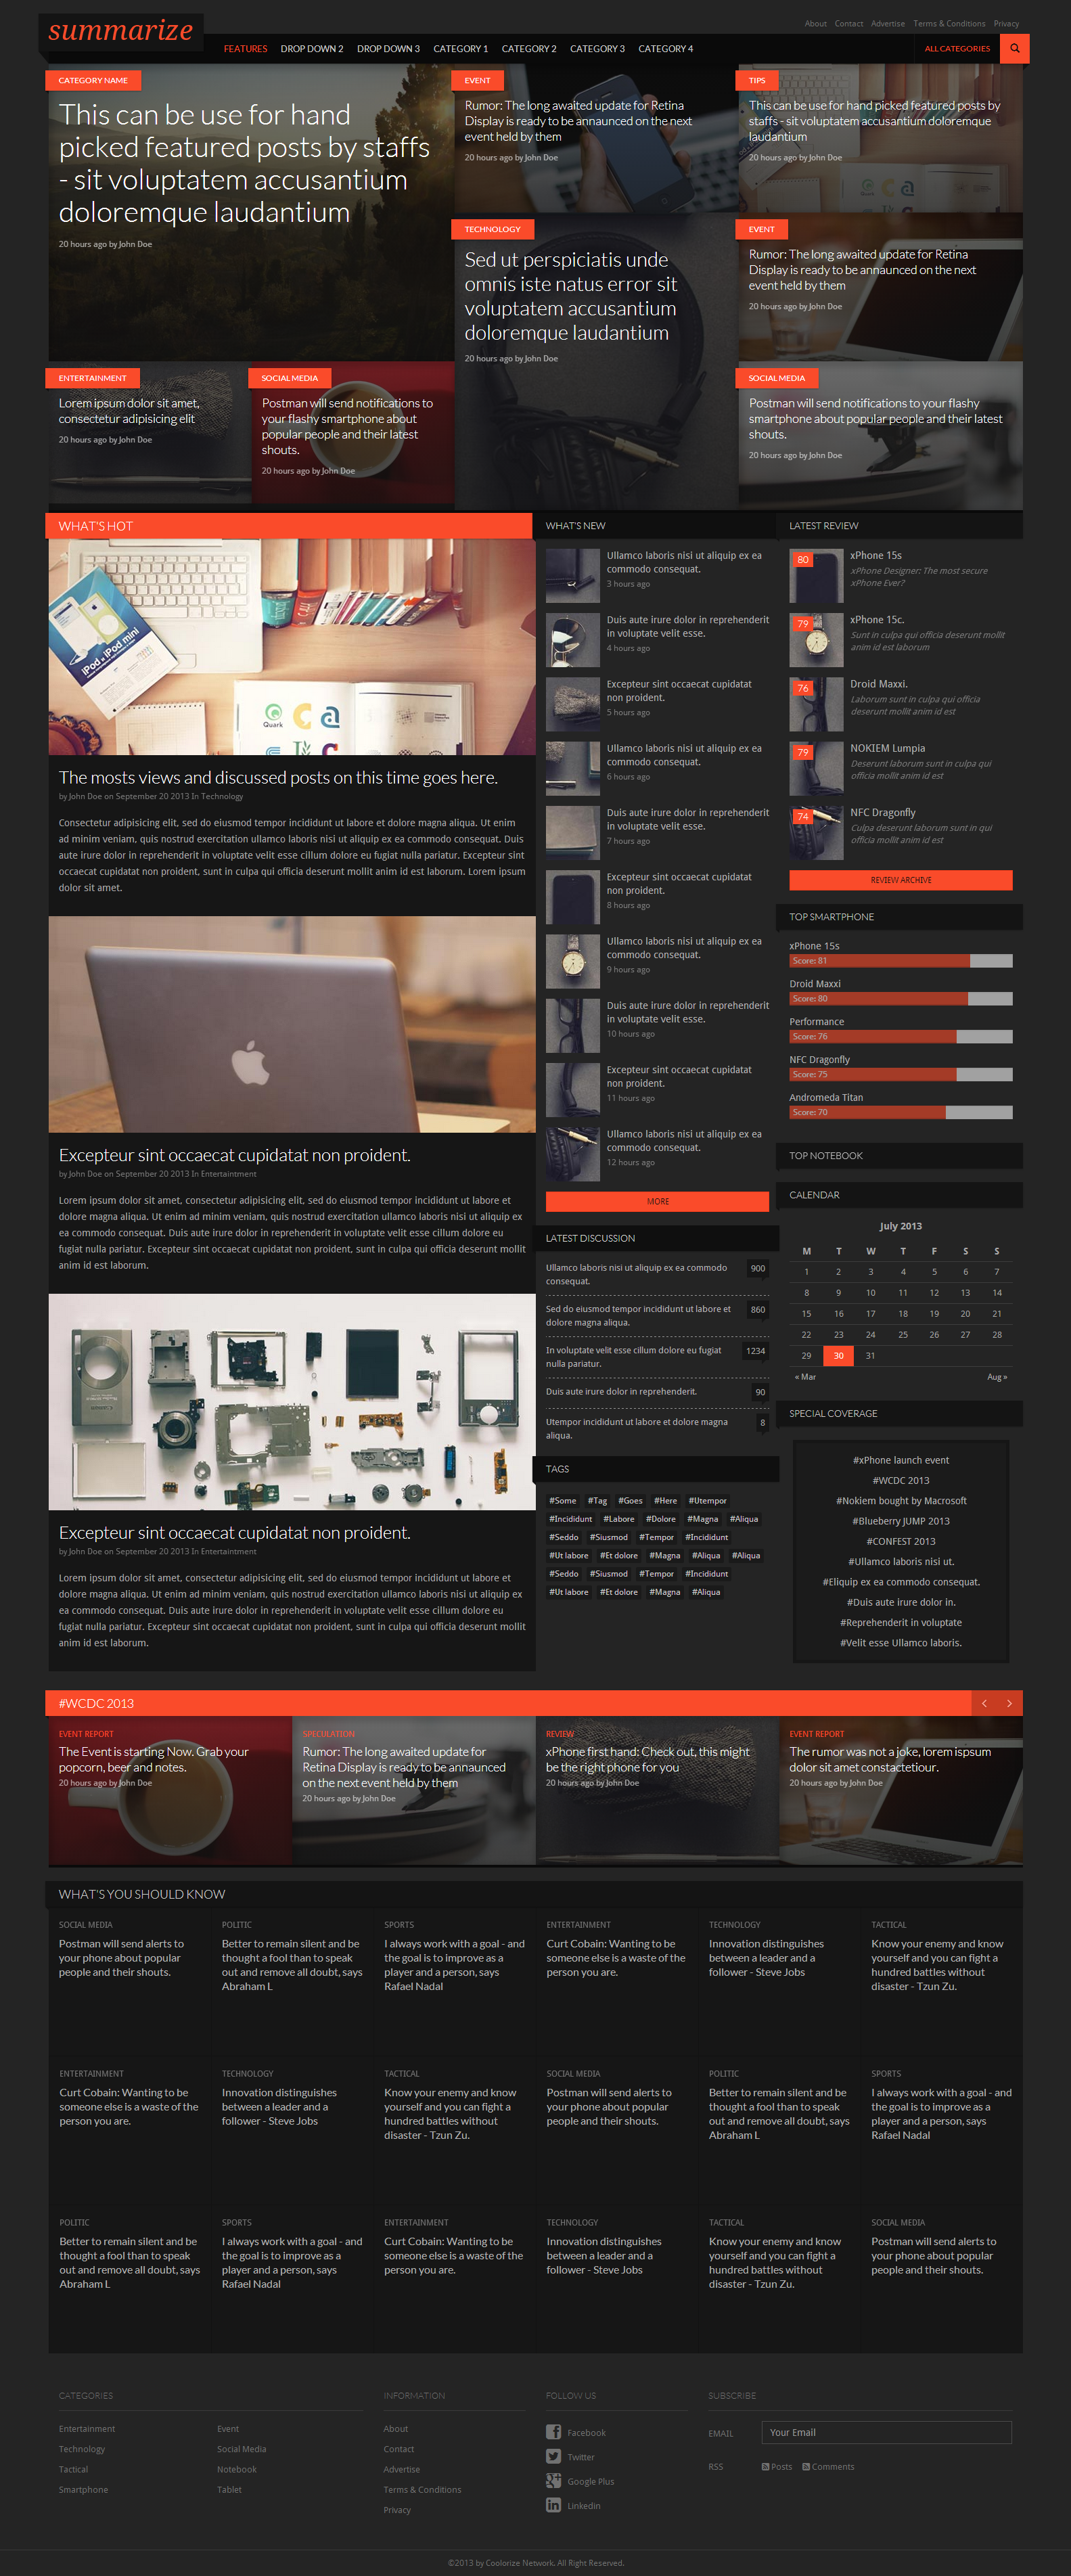 summarize
About Contact Advertise Terms & Conditions Privacy
FEATURES DROP DOWN 2 DROP DOWN 3 CATEGORY 1 CATEGORY 2 CATEGORY 3 CATEGORY 4
ALL CATEGORIES
CATEGORY NAME
This can be use for hand
picked featured posts by staffs
- sit voluptatem accusantium
doloremque laudantium
20 hours ago by John Doe
EVENT
Rumor: The long awaited update for Retina
Display is ready to be annaunced on the next
event held by them
20 hours ago by John Doe
TIPS
This can be use for hand picked featured posts by
staffs - sit voluptatem accusantium doloremque
laudantium
20 hours ago by John Doe
TECHNOLOGY
Sed ut perspiciatis unde
omnis iste natus error sit
voluptatem accusantium
doloremque laudantium
20 hours ago by John Doe
EVENT
Rumor: The long awaited update for Retina
Display is ready to be annaunced on the next
event held by them
20 hours ago by John Doe
ENTERTAINMENT
Lorem ipsum dolor sit amet,
consectetur adipisicing elit
20 hours ago by John Doe
SOCIAL MEDIA
Postman will send notifications to
your flashy smartphone about
popular people and their latest
shouts.
20 hours ago by John Doe
SOCIAL MEDIA
Postman will send notifications to your flashy
smartphone about popular people and their latest
shouts.
20 hours ago by John Doe
WHAT'S HOT
iPod & iPod mini
Quark
The mosts views and discussed posts on this time goes here.
by John Doe on September 20 2013 In Technology
Consectetur adipisicing elit, sed do eiusmod tempor incididunt ut labore et dolore magna aliqua. Ut enim
ad minim veniam, quis nostrud exercitation ullamco laboris nisi ut aliquip ex ea commodo consequat. Duis
aute irure dolor in reprehenderit in voluptate velit esse cillum dolore eu fugiat nulla pariatur. Excepteur sint
occaecat cupidatat non proident, sunt in culpa qui officia deserunt mollit anim id est laborum. Lorem ipsum
dolor sit amet.
Excepteur sint occaecat cupidatat non proident.
by John Doe on September 20 2013 In Entertaintment
Lorem ipsum dolor sit amet, consectetur adipisicing elit, sed do eiusmod tempor incididunt ut labore et
dolore magna aliqua. Ut enim ad minim veniam, quis nostrud exercitation ullamco laboris nisi ut aliquip ex
ea commodo consequat. Duis aute irure dolor in reprehenderit in voluptate velit esse cillum dolore eu
fugiat nulla pariatur. Excepteur sint occaecat cupidatat non proident, sunt in culpa qui officia deserunt mollit
anim id est laborum.
Excepteur sint occaecat cupidatat non proident.
by John Doe on September 20 2013 In Entertaintment
Lorem ipsum dolor sit amet, consectetur adipisicing elit, sed do eiusmod tempor incididunt ut labore et
dolore magna aliqua. Ut enim ad minim veniam, quis nostrud exercitation ullamco laboris nisi ut aliquip ex
ea commodo consequat. Duis aute irure dolor in reprehenderit in voluptate velit esse cillum dolore eu
fugiat nulla pariatur. Excepteur sint occaecat cupidatat non proident, sunt in culpa qui officia deserunt mollit
anim id est laborum.
WHAT'S NEW
Ullamco laboris nisi ut aliquip ex ea
commodo consequat.
3 hours ago
Duis aute irure dolor in reprehenderit
in voluptate velit esse.
4 hours ago
Excepteur sint occaecat cupidatat
non proident.
5 hours ago
Ullamco laboris nisi ut aliquip ex ea
commodo consequat.
6 hours ago
Duis aute irure dolor in reprehenderit
in voluptate velit esse.
7 hours ago
Excepteur sint occaecat cupidatat
non proident.
8 hours ago
Ullamco laboris nisi ut aliquip ex ea
commodo consequat.
9 hours ago
Duis aute irure dolor in reprehenderit
in voluptate velit esse.
10 hours ago
Excepteur sint occaecat cupidatat
non proident.
11 hours ago
Ullamco laboris nisi ut aliquip ex ea
commodo consequat.
12 hours ago
MORE
LATEST DISCUSSION
Ullamco laboris nisi ut aliquip ex ea commodo
consequat.
900
Sed do eiusmod tempor incididunt ut labore et
dolore magna aliqua.
860
In voluptate velit esse cillum dolore eu fugiat
nulla pariatur.
1234
Duis aute irure dolor in reprehenderit.
90
Utempor incididunt ut labore et dolore magna
aliqua.
8
TAGS
#Some #Tag #Goes #Here #Utempor
#Incididunt #Labore #Dolore #Magna #Aliqua
#Seddo #Siusmod #Tempor #Incididunt
#Ut labore #Et dolore #Magna #Aliqua #Aliqua
#Seddo #Siusmod #Tempor #Incididunt
#Ut labore #Et dolore #Magna #Aliqua
LATEST REVIEW
80
xPhone 15s
xPhone Designer: The most secure
xPhone Ever?
79
xPhone 15c.
Sunt in culpa qui officia deserunt mollit
anim id est laborum
76
Droid Maxxi.
Laborum sunt in culpa qui officia
deserunt mollit anim id est
79
NOKIEM Lumpia
Deserunt laborum sunt in culpa qui
officia mollit anim id est
74
NFC Dragonfly
Culpa deserunt laborum sunt in qui
officia mollit anim id est
REVIEW ARCHIVE
TOP SMARTPHONE
xPhone 15s
Score: 81
Droid Maxxi
Score: 80
Performance
Score: 76
NFC Dragonfly
Score: 75
Andromeda Titan
Score: 70
TOP NOTEBOOK
CALENDAR
July 2013
M T W T F S S
1 2 3 4 5 6 7
8 9 10 11 12 13 14
15 16 17 18 19 20 21
22 23 24 25 26 27 28
29 30 31
« Mar Aug »
SPECIAL COVERAGE
#xPhone launch event
#WCDC 2013
#Nokiem bought by Macrosoft
#Blueberry JUMP 2013
#CONFEST 2013
#Ullamco laboris nisi ut.
#Eliquip ex ea commodo consequat.
#Duis aute irure dolor in.
#Reprehenderit in voluptate
#Velit esse Ullamco laboris.
#WCDC 2013
EVENT REPORT
The Event is starting Now. Grab your
popcorn, beer and notes.
20 hours ago by John Doe
SPECULATION
Rumor: The long awaited update for
Retina Display is ready to be annaunced
on the next event held by them
20 hours ago by John Doe
REVIEW
xPhone first hand: Check out, this might
be the right phone for you
20 hours ago by John Doe
EVENT REPORT
The rumor was not a joke, lorem ispsum
dolor sit amet constactetiour.
20 hours ago by John Doe
WHAT'S YOU SHOULD KNOW
SOCIAL MEDIA
Postman will send alerts to
your phone about popular
people and their shouts.
POLITIC
Better to remain silent and be
thought a fool than to speak
out and remove all doubt, says
Abraham L
SPORTS
I always work with a goal - and
the goal is to improve as a
player and a person, says
Rafael Nadal
ENTERTAINMENT
Curt Cobain: Wanting to be
someone else is a waste of the
person you are.
TECHNOLOGY
Innovation distinguishes
between a leader and a
follower - Steve Jobs
TACTICAL
Know your enemy and know
yourself and you can fight a
hundred battles without
disaster - Tzun Zu.
ENTERTAINMENT
Curt Cobain: Wanting to be
someone else is a waste of the
person you are.
TECHNOLOGY
Innovation distinguishes
between a leader and a
follower - Steve Jobs
TACTICAL
Know your enemy and know
yourself and you can fight a
hundred battles without
disaster - Tzun Zu.
SOCIAL MEDIA
Postman will send alerts to
your phone about popular
people and their shouts.
POLITIC
Better to remain silent and be
thought a fool than to speak
out and remove all doubt, says
Abraham L
SPORTS
I always work with a goal - and
the goal is to improve as a
player and a person, says
Rafael Nadal
POLITIC
Better to remain silent and be
thought a fool than to speak
out and remove all doubt, says
Abraham L
SPORTS
I always work with a goal - and
the goal is to improve as a
player and a person, says
Rafael Nadal
ENTERTAINMENT
Curt Cobain: Wanting to be
someone else is a waste of the
person you are.
TECHNOLOGY
Innovation distinguishes
between a leader and a
follower - Steve Jobs
TACTICAL
Know your enemy and know
yourself and you can fight a
hundred battles without
disaster - Tzun Zu.
SOCIAL MEDIA
Postman will send alerts to
your phone about popular
people and their shouts.
CATEGORIES
Entertainment
Technology
Tactical
Smartphone
Event
Social Media
Notebook
Tablet
INFORMATION
About
Contact
Advertise
Terms & Conditions
Privacy
FOLLOW US
Facebook
Twitter
Google Plus
Linkedin
SUBSCRIBE
EMAIL Your Email
RSS Posts Comments
©2013 by Coolorize Network. All Right Reserved.